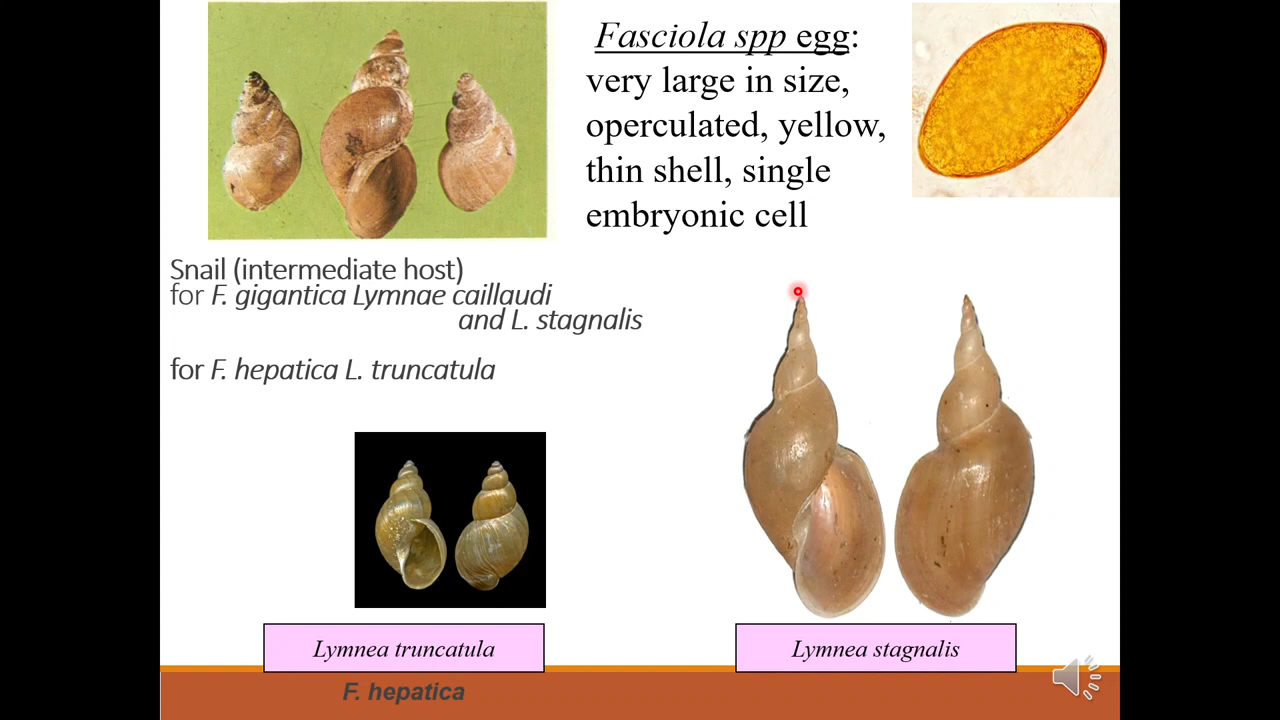 Fasciola spp egg:
very large in size,
operculated, yellow,
thin shell, single
embryonic cell
Snail (intermediate host)
for F. gigantica Lymnae caillaudi
and L. stagnalis
for F. hepatica L. truncatula
Lymnea truncatula
Lymnea stagnalis
F. hepatica